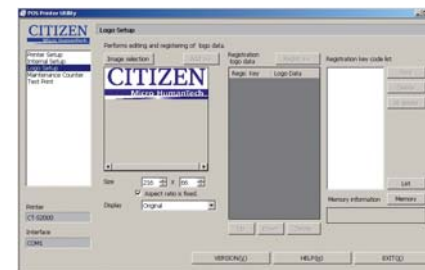 POS Printer Utility
CITIZEN
Micro HumanTech
Printer Setup
Internal Setup
Logo Setup
Maintenance Counter
Test Print
Printer
CT-S2000
Interface
COM1
Logo Setup
Performs editing and registering of logo data.
Image selection
CITIZEN
Micro HumanTech
Size
X
Aspect ratio is fixed.
Display
Original
Registration
logo data
Regis. Key
Logo Data
Registration key code list
Delete
List
Memory information
Memory
VERSION(V)
HELP(H)
EXIT(X)